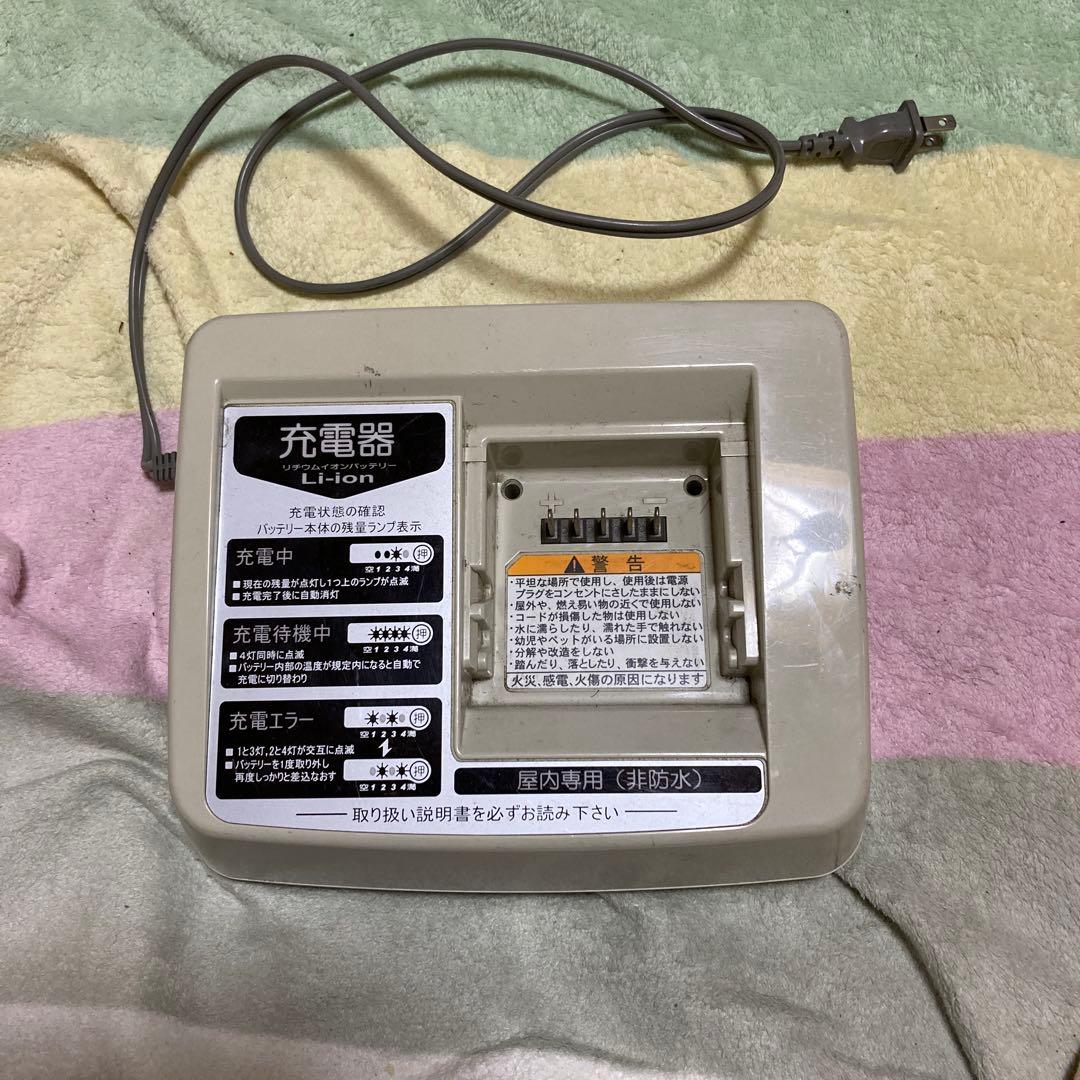 充電器
リチウムイオンバッテリー
Li-ion
充電状態の確認
バッテリー本体の残量ランプ表示
充電中
押
空1234満
■現在の残量が点灯し1つ上のランプが点滅
■充電完了後に自動消灯
充電待機中
押
空1234満
■4灯同時に点滅
■バッテリー内部の温度が規定内になると自動で
充電に切り替わり
充電エラー
押
空1234満
■1と3灯,2と4灯が交互に点滅
■バッテリーを1度取り外し
再度しっかりと差込なおす
押
空1234満
取り扱い説明書を必ずお読み下さい
+ −
警告
・平坦な場所で使用し、使用後は電源
プラグをコンセントにさしたままにしない
・屋外や、燃え易い物の近くで使用しない
・コードが損傷した物は使用しない
・水に濡らしたり、濡れた手で触れない
・幼児やペットがいる場所に設置しない
・分解や改造をしない
・踏んだり、落としたり、衝撃を与えない
火災、感電、火傷の原因になります
屋内専用（非防水）